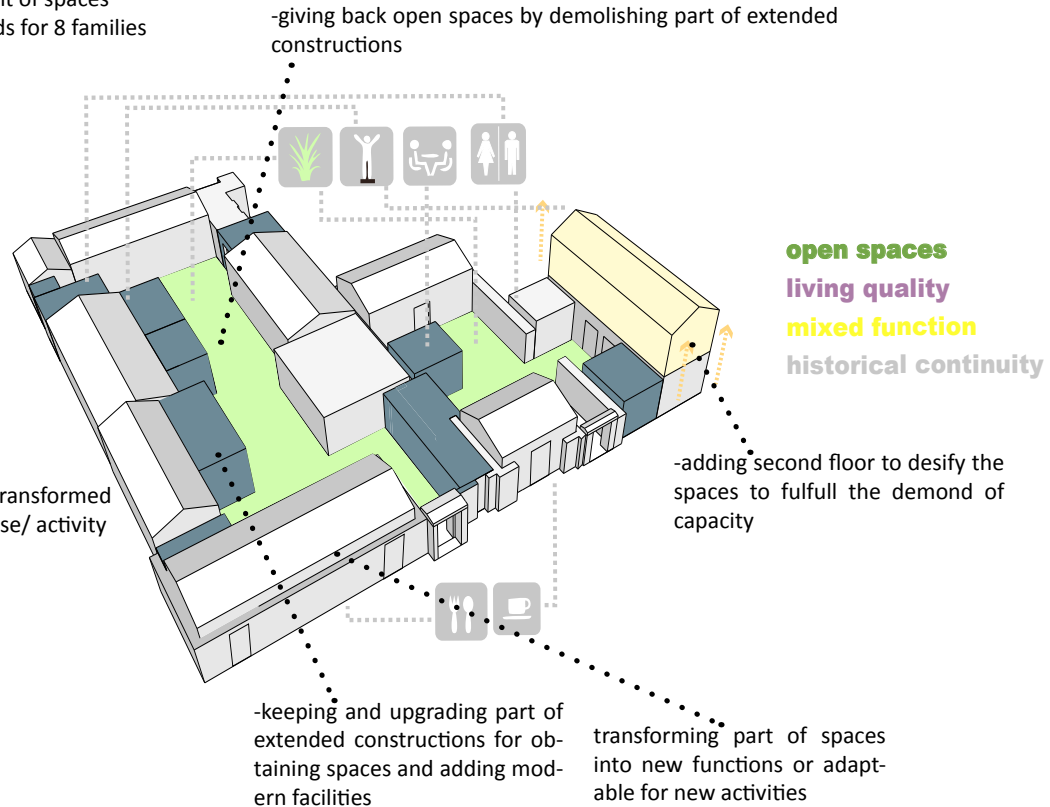 of spaces
for 8 families
-giving back open spaces by demolishing part of extended
constructions
open spaces
living quality
mixed function
historical continuity
-adding second floor to desify the
spaces to fulfull the demond of
capacity
transformed
activity
-keeping and upgrading part of
extended constructions for ob-
taining spaces and adding mod-
ern facilities
transforming part of spaces
into new functions or adapt-
able for new activities